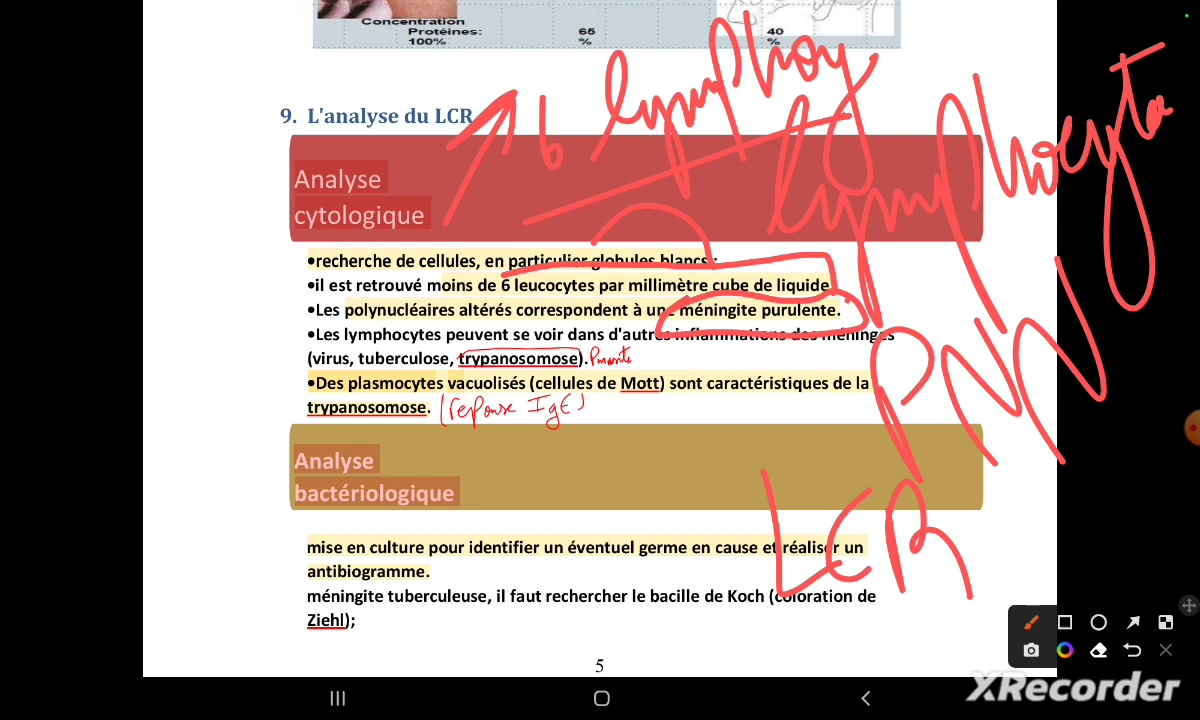 Concentration
Protéines:
100%
65
%
40
%
9. L'analyse du LCR
6 lymphocy
lymphocyte
Analyse
cytologique
•recherche de cellules, en particulier globules blancs ;
•il est retrouvé moins de 6 leucocytes par millimètre cube de liquide.
•Les polynucléaires altérés correspondent à une méningite purulente.
•Les lymphocytes peuvent se voir dans d'autres inflammations des méninges
(virus, tuberculose, trypanosomose). Parasite
PNN
•Des plasmocytes vacuolisés (cellules de Mott) sont caractéristiques de la
trypanosomose. (reponse IgE)
Analyse
bactériologique
LCR
mise en culture pour identifier un éventuel germe en cause et réaliser un
antibiogramme.
méningite tuberculeuse, il faut rechercher le bacille de Koch (coloration de
Ziehl);
5
XRecorder